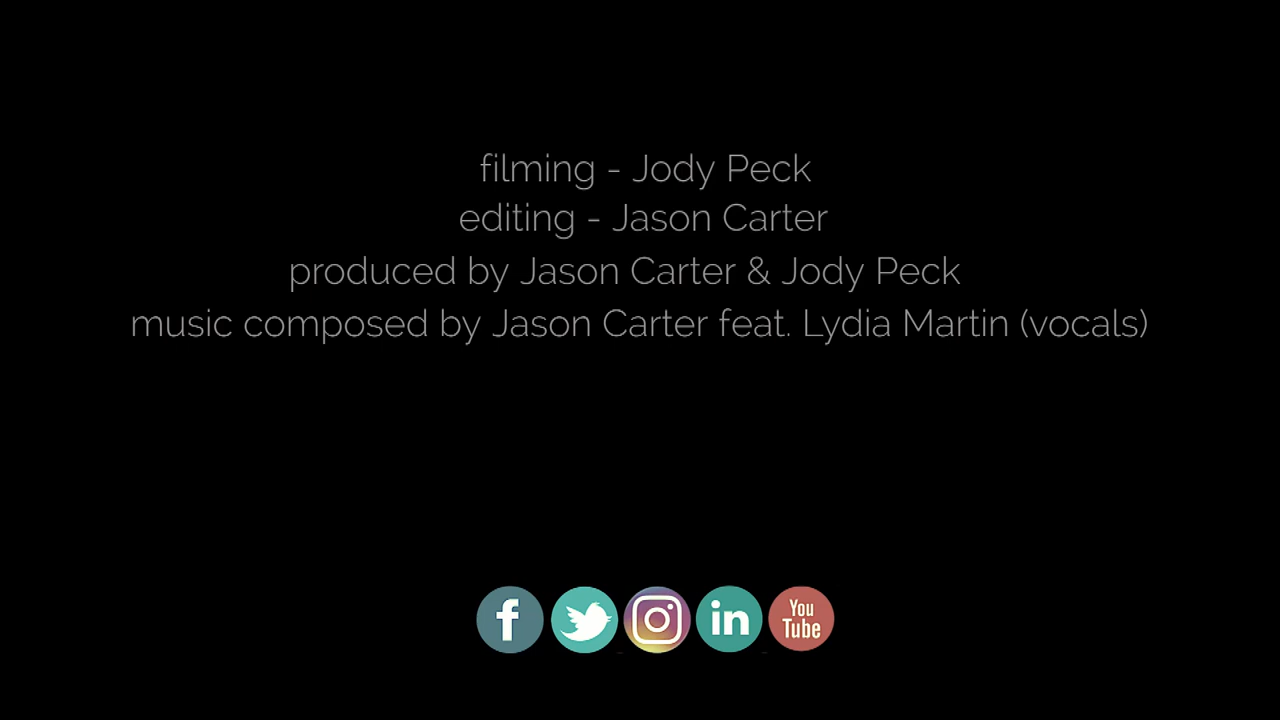 filming - Jody Peck
editing - Jason Carter
produced by Jason Carter & Jody Peck
music composed by Jason Carter feat. Lydia Martin (vocals)
f
in
You
Tube